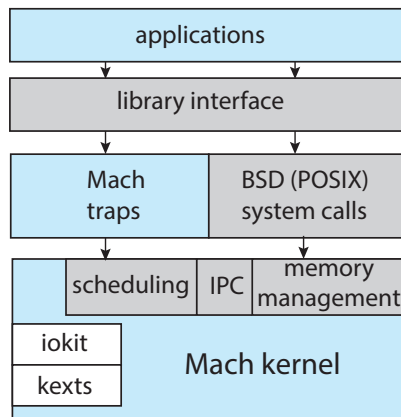 applications
library interface
Mach
traps
BSD (POSIX)
system calls
scheduling
IPC
memory
management
iokit
kexts
Mach kernel